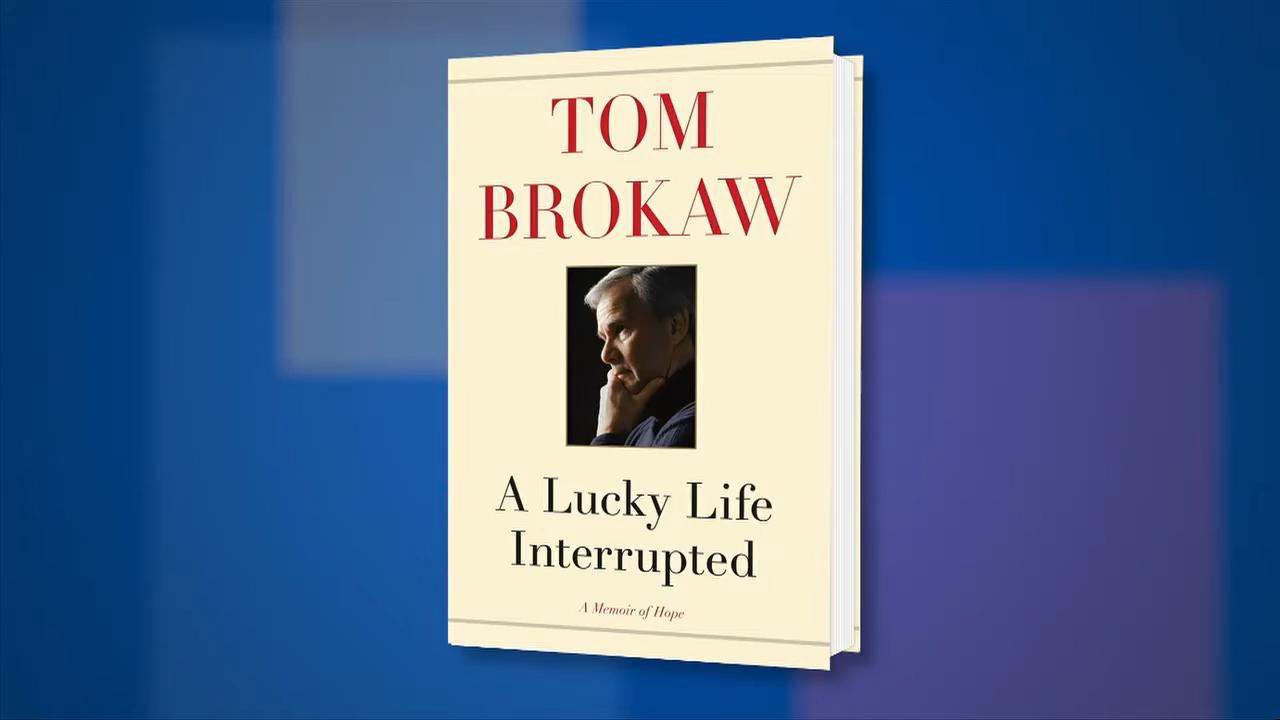 TOM
BROKAW
A Lucky Life
Interrupted
A Memoir of Hope